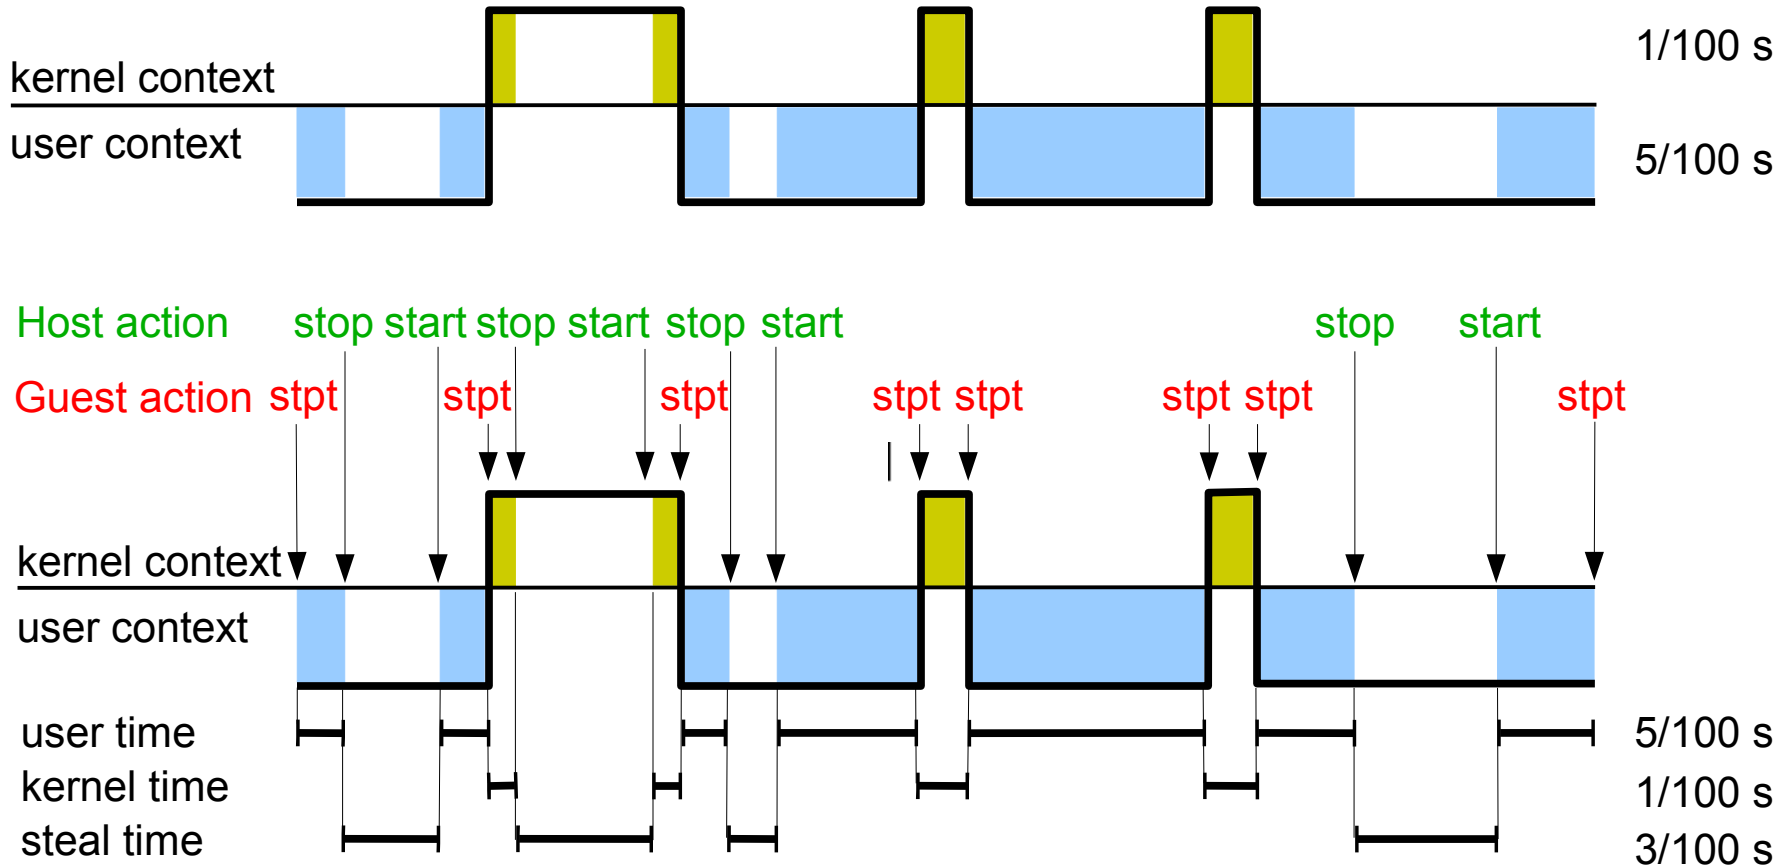 1/100 s
kernel context
user context
5/100 s
Host action stop start stop start stop start stop start
Guest action stpt stpt stpt stpt stpt stpt stpt stpt
kernel context
user context
user time 5/100 s
kernel time 1/100 s
steal time 3/100 s